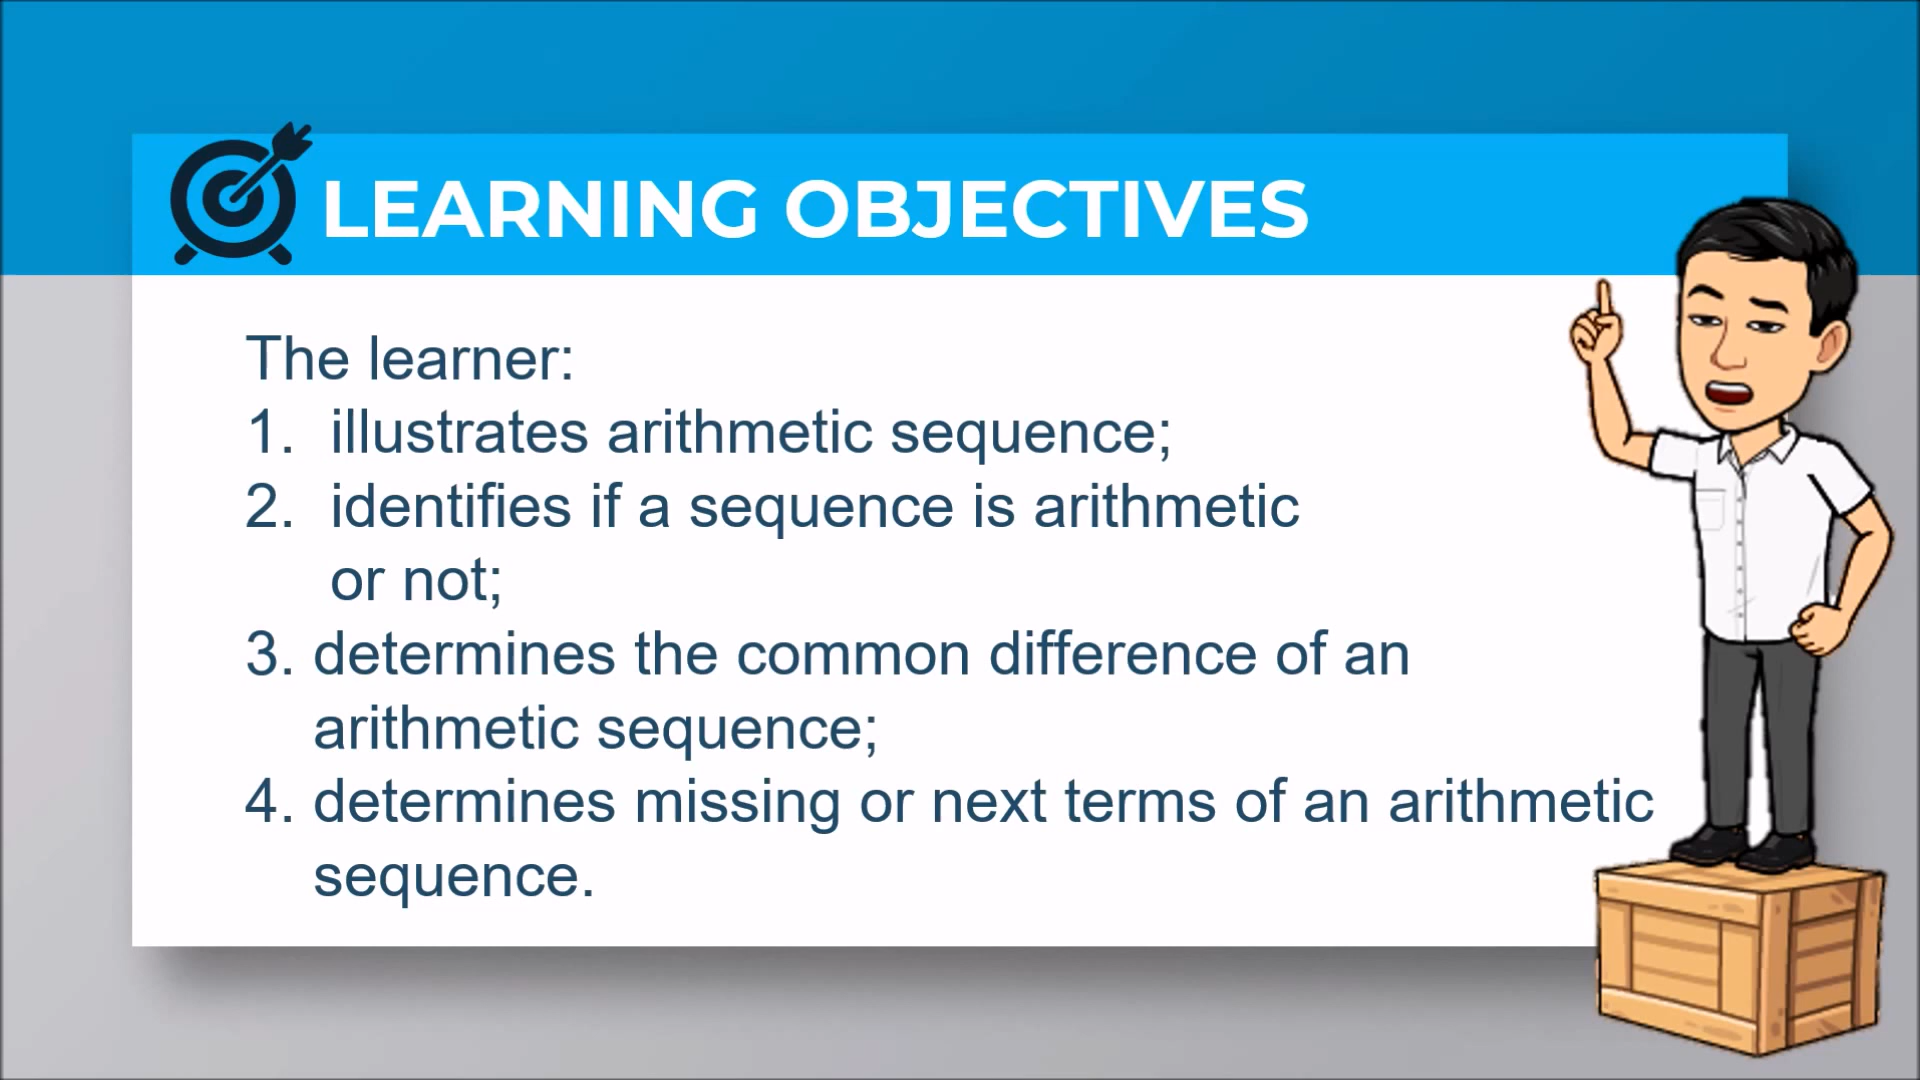 LEARNING OBJECTIVES
The learner:
1. illustrates arithmetic sequence;
2. identifies if a sequence is arithmetic
or not;
3. determines the common difference of an
arithmetic sequence;
4. determines missing or next terms of an arithmetic
sequence.